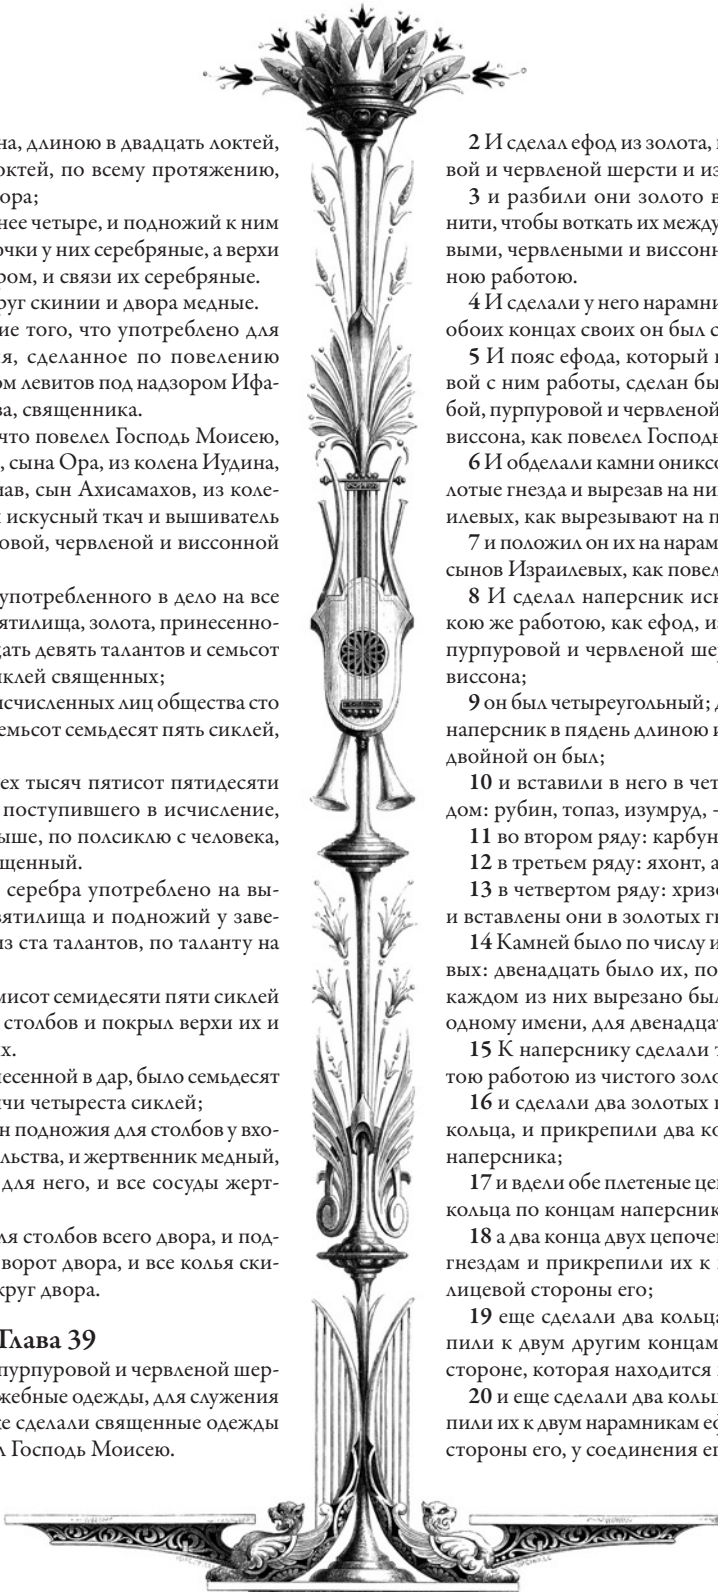 на, длиною в двадцать локтей,
октей, по всему протяжению,
ора;
нее четыре, и подножий к ним
очки у них серебряные, а верхи
ром, и связи их серебряные.
руг скинии и двора медные.
ие того, что употреблено для
я, сделанное по повелению
ом левитов под надзором Ифа-
ва, священника.
что повелел Господь Моисею,
, сына Ора, из колена Иудина,
иав, сын Ахисамахов, из коле-
искусный ткач и вышиватель
овой, червленой и виссонной
употребленного в дело на все
ятилища, золота, принесенно-
цать девять талантов и семьсот
иклей священных;
исчисленных лиц общества сто
емьсот семьдесят пять сиклей,
ех тысяч пятисот пятидесяти
поступившего в исчисление,
ыше, по полсиклю с человека,
щенный.
серебра употреблено на вы-
вятилища и подножий у заве-
из ста талантов, по таланту на
мисот семидесяти пяти сиклей
столбов и покрыл верхи их и
х.
несенной в дар, было семьдесят
ячи четыреста сиклей;
н подножия для столбов у вхо-
льства, и жертвенник медный,
для него, и все сосуды жерт-
ля столбов всего двора, и под-
ворот двора, и все колья ски-
круг двора.
Глава 39
пурпуровой и червленой шер-
жебные одежды, для служения
же сделали священные одежды
л Господь Моисею.
2 И сделал ефод из золота,
вой и червленой шерсти и из
3 и разбили они золото в
нити, чтобы воткать их между
выми, червлеными и виссонн
ною работою.
4 И сделали у него нарамни
обоих концах своих он был с
5 И пояс ефода, который
вой с ним работы, сделан бы
бой, пурпуровой и червленой
виссона, как повелел Господь
6 И обделали камни ониксо
лотые гнезда и вырезав на ни
илевых, как вырезывают на п
7 и положил он их на нарам
сынов Израилевых, как повел
8 И сделал наперсник иск
кою же работою, как ефод, из
пурпуровой и червленой шер
виссона;
9 он был четыреугольный; д
наперсник в пядень длиною и
двойной он был;
10 и вставили в него в чет
дом: рубин, топаз, изумруд, -
11 во втором ряду: карбун
12 в третьем ряду: яхонт, а
13 в четвертом ряду: хризо
и вставлены они в золотых гн
14 Камней было по числу и
вых: двенадцать было их, по
каждом из них вырезано был
одному имени, для двенадцат
15 К наперснику сделали т
тою работою из чистого золо
16 и сделали два золотых
кольца, и прикрепили два ко
наперсника;
17 и вдели обе плетеные цеп
кольца по концам наперсник
18 а два конца двух цепочек
гнездам и прикрепили их к
лицевой стороны его;
19 еще сделали два кольца
пили к двум другим концам
стороне, которая находится
20 и еще сделали два кольц
пили их к двум нарамникам еф
стороны его, у соединения ег